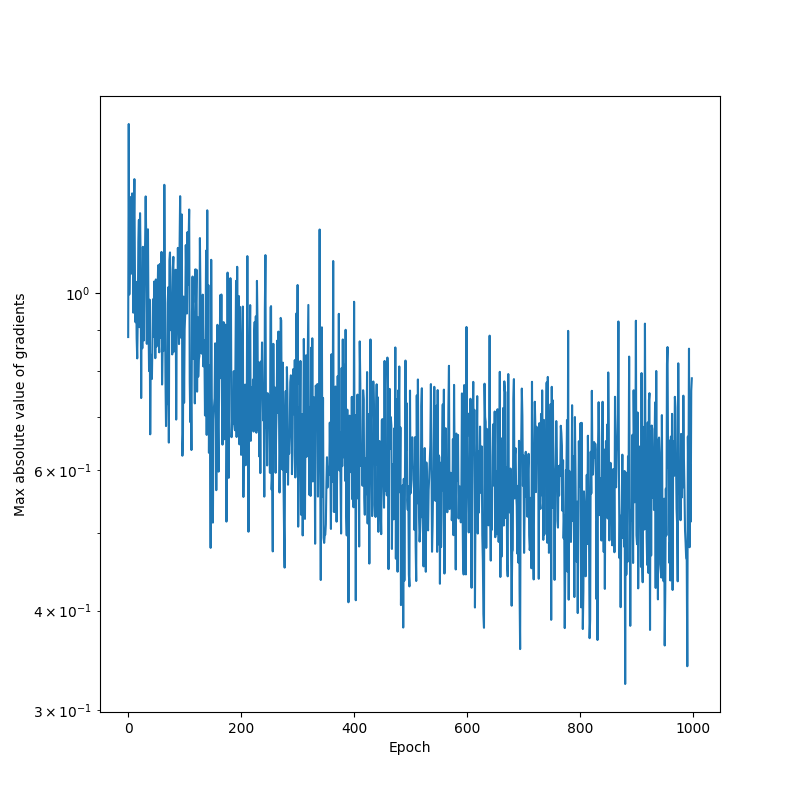 Max absolute value of gradients
10⁰
6 × 10⁻¹
4 × 10⁻¹
3 × 10⁻¹
0 200 400 600 800 1000
Epoch